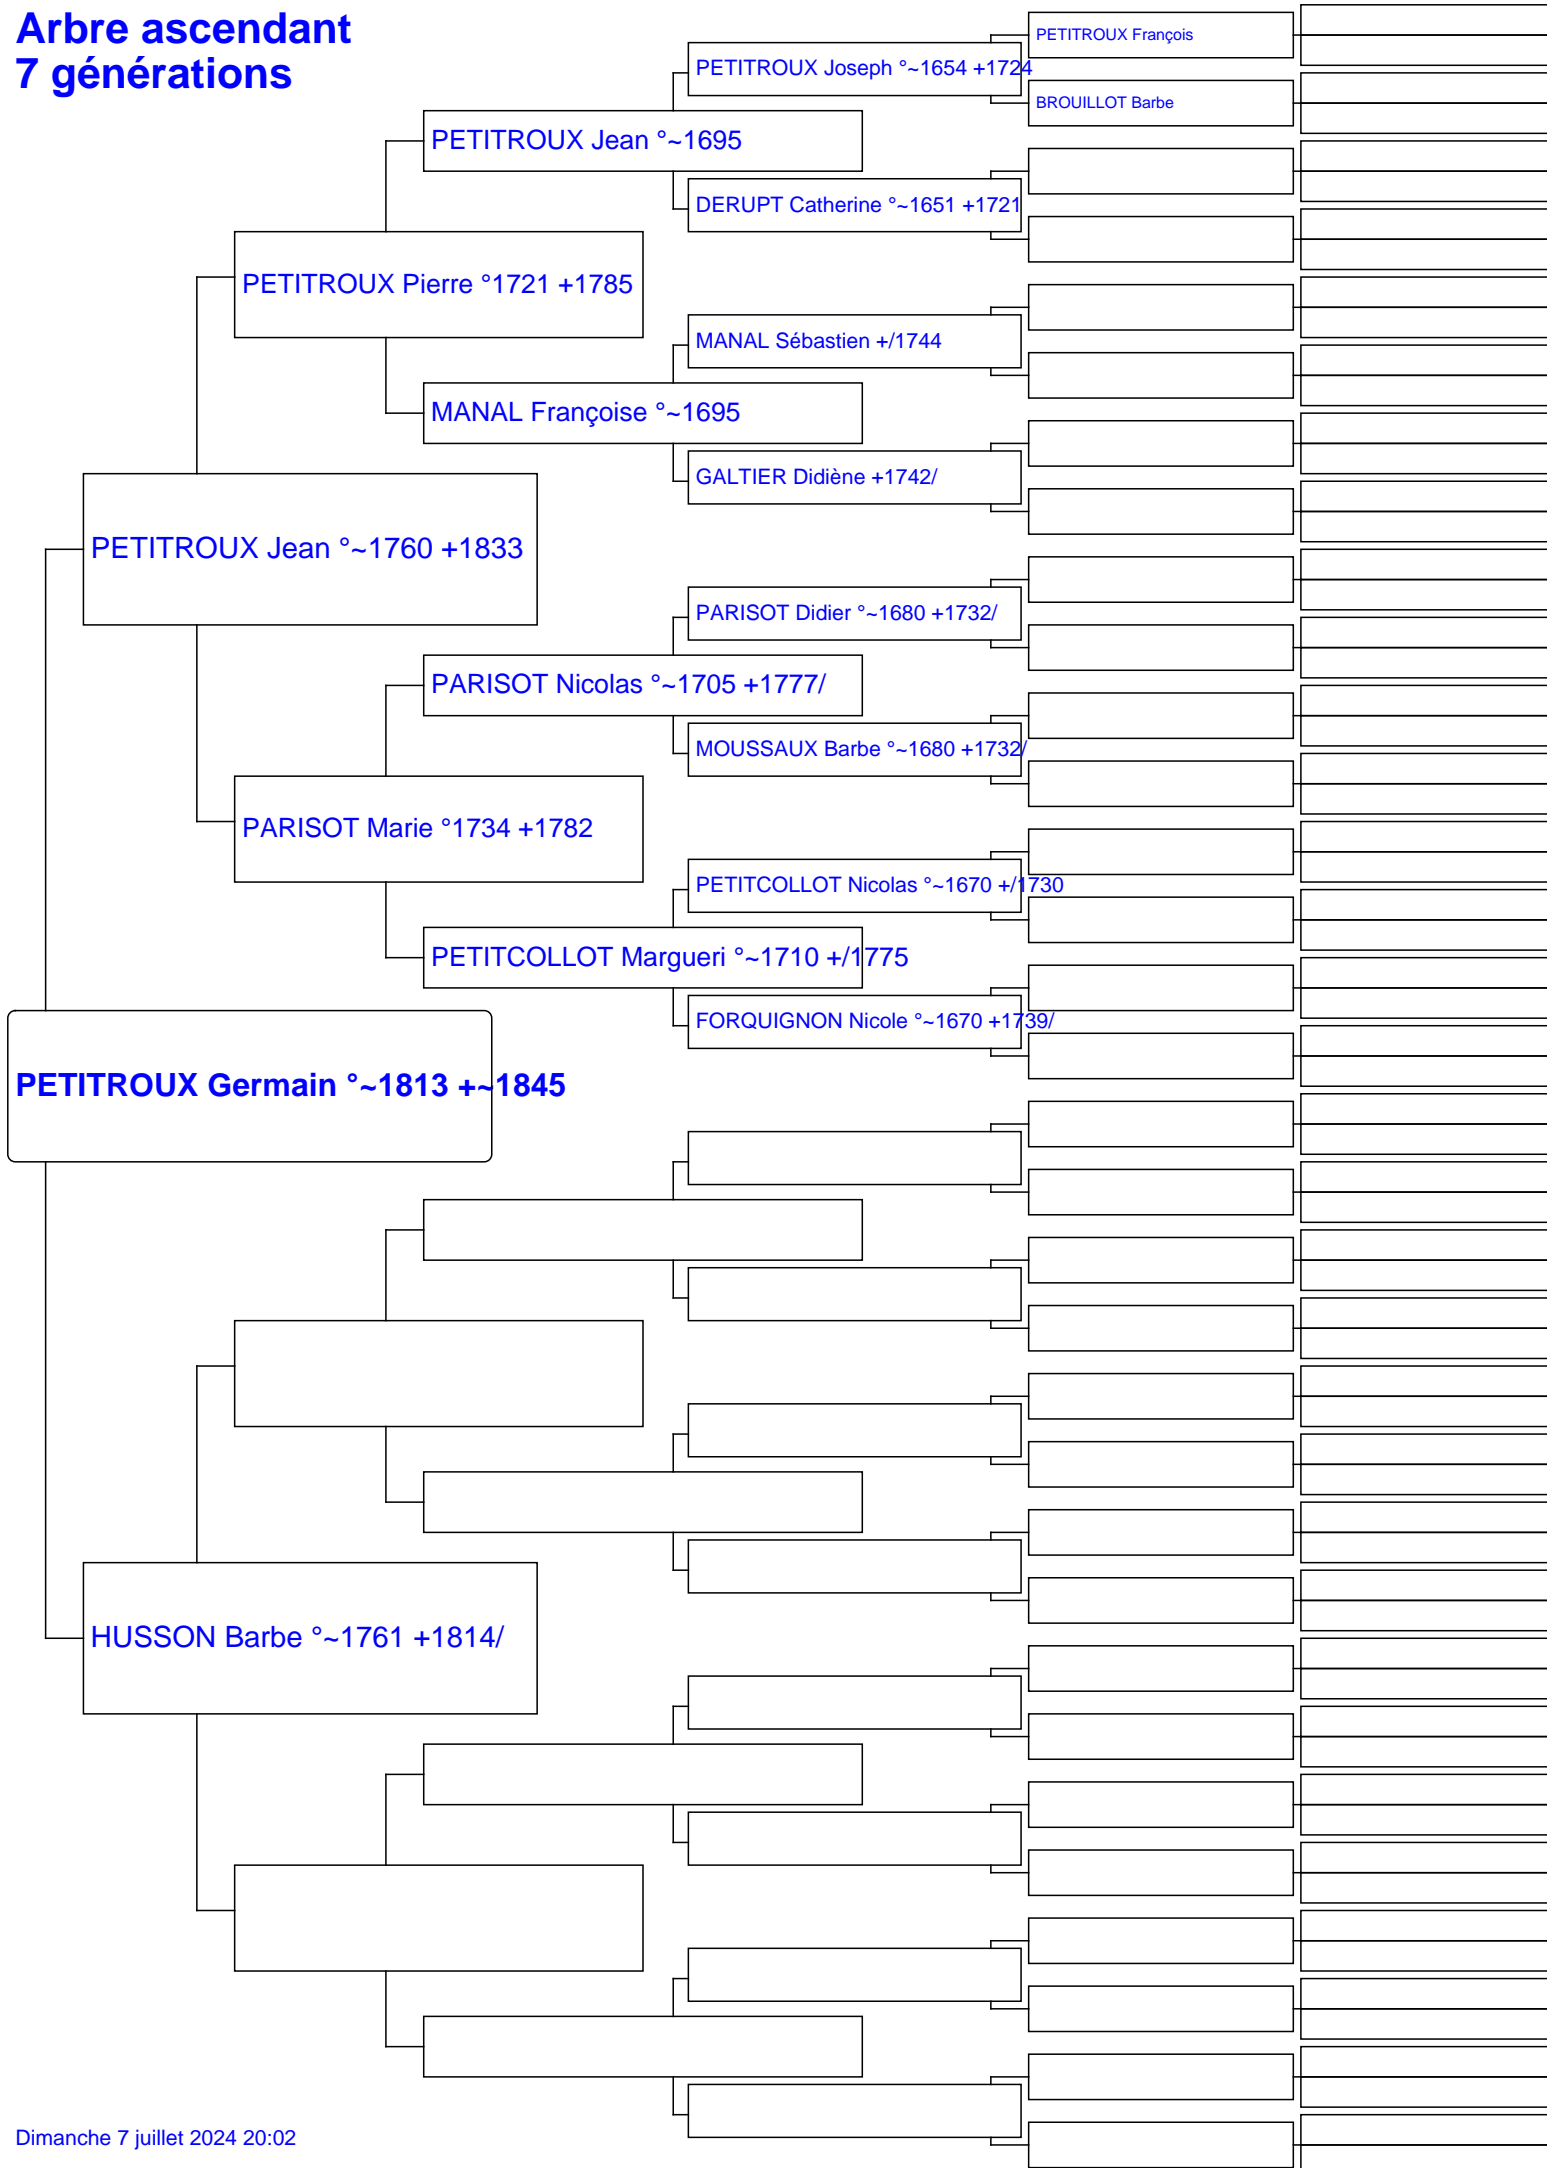 Arbre ascendant
7 générations
PETITROUX François
PETITROUX Joseph °~1654 +1724
BROUILLOT Barbe
PETITROUX Jean °~1695
DERUPT Catherine °~1651 +1721
PETITROUX Pierre °1721 +1785
MANAL Sébastien +/1744
MANAL Françoise °~1695
GALTIER Didiène +1742/
PETITROUX Jean °~1760 +1833
PARISOT Didier °~1680 +1732/
PARISOT Nicolas °~1705 +1777/
MOUSSAUX Barbe °~1680 +1732/
PARISOT Marie °1734 +1782
PETITCOLLOT Nicolas °~1670 +/1730
PETITCOLLOT Margueri °~1710 +/1775
FORQUIGNON Nicole °~1670 +1739/
PETITROUX Germain °~1813 +~1845
HUSSON Barbe °~1761 +1814/
Dimanche 7 juillet 2024 20:02